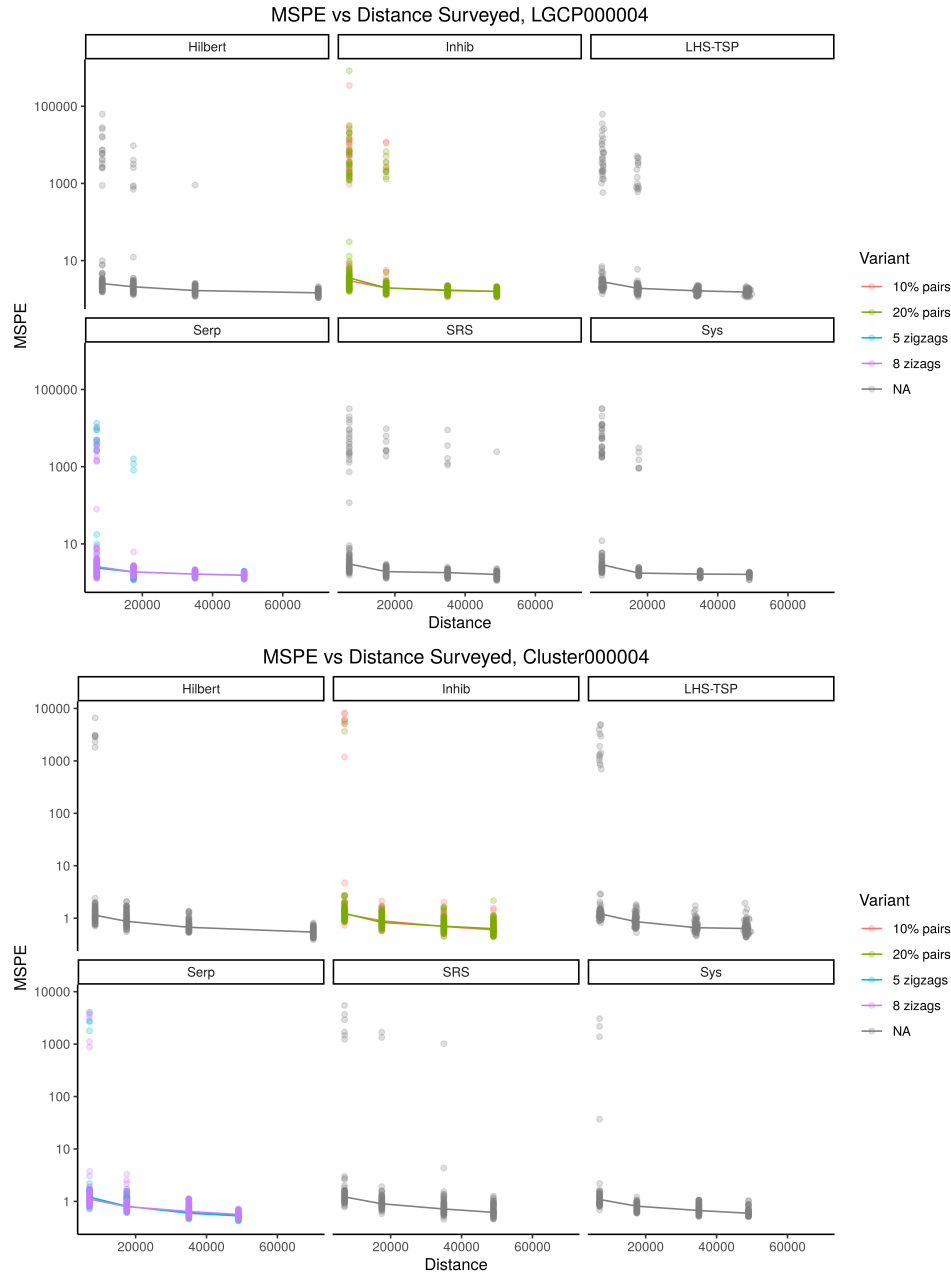 MSPE vs Distance Surveyed, LGCP000004
Hilbert
Inhib
LHS-TSP
100000
1000
10
Serp
SRS
Sys
100000
1000
10
20000 40000 60000
20000 40000 60000
20000 40000 60000
Distance
MSPE
Variant
10% pairs
20% pairs
5 zigzags
8 zizags
NA
MSPE vs Distance Surveyed, Cluster000004
Hilbert
Inhib
LHS-TSP
10000
1000
100
10
1
Serp
SRS
Sys
10000
1000
100
10
1
20000 40000 60000
20000 40000 60000
20000 40000 60000
Distance
MSPE
Variant
10% pairs
20% pairs
5 zigzags
8 zizags
NA